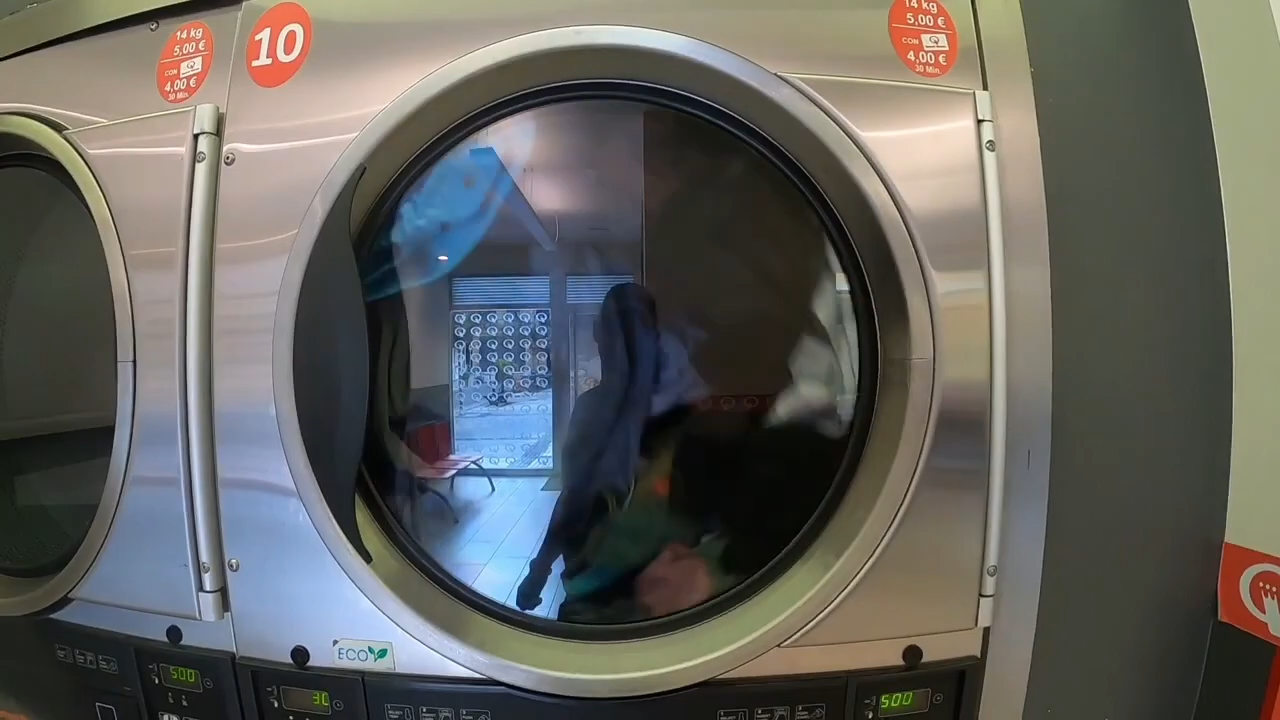 14 kg
5,00 €
CON
4,00 €
30 Min.
10
14 kg
5,00 €
CON
4,00 €
30 Min.
ECO
500
30
500